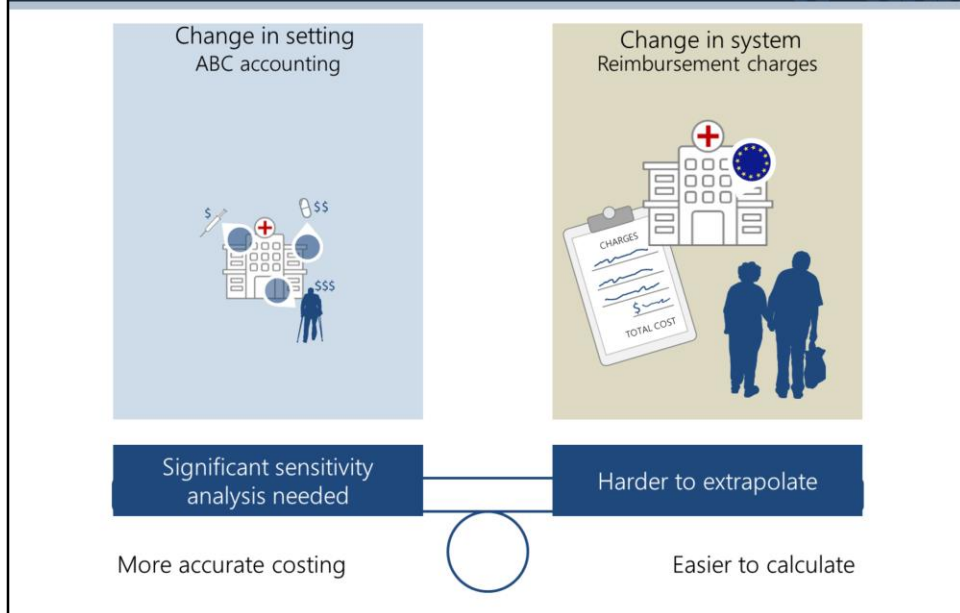 Change in setting
ABC accounting
$
$$
$$$
Significant sensitivity
analysis needed
More accurate costing
Change in system
Reimbursement charges
CHARGES
$
TOTAL COST
Harder to extrapolate
Easier to calculate